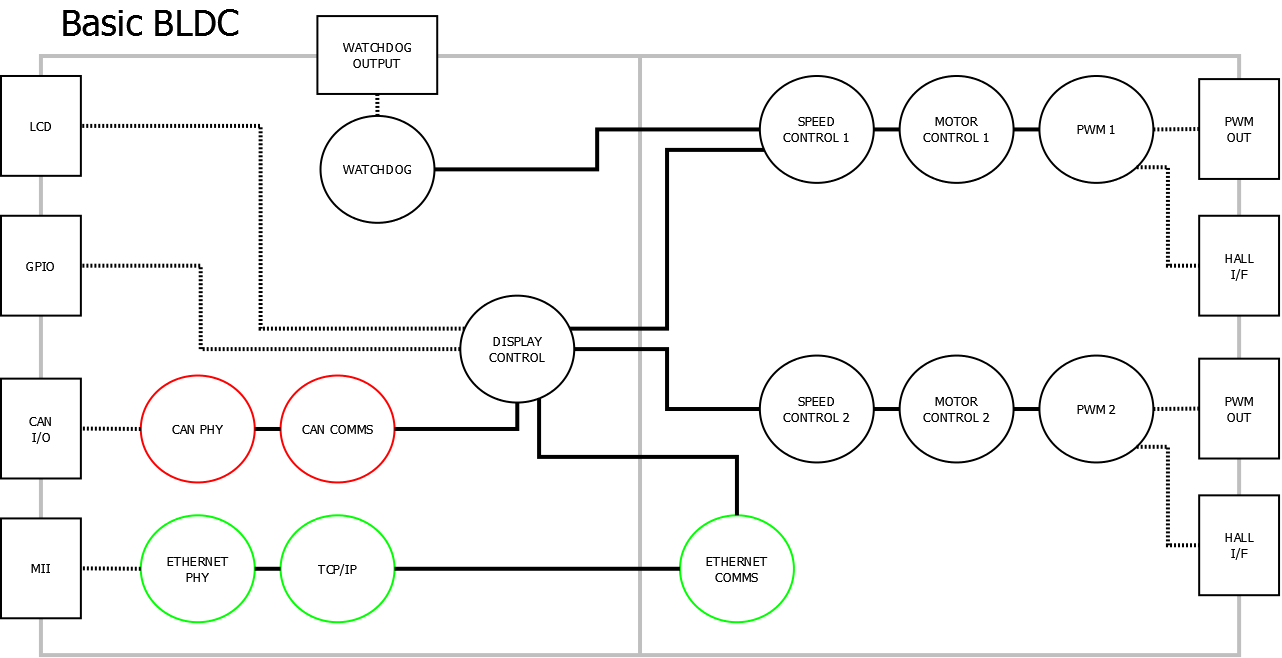 Basic BLDC
WATCHDOG
OUTPUT
LCD
WATCHDOG
SPEED
CONTROL 1
MOTOR
CONTROL 1
PWM 1
PWM
OUT
GPIO
HALL
I/F
DISPLAY
CONTROL
CAN
I/O
CAN PHY
CAN COMMS
SPEED
CONTROL 2
MOTOR
CONTROL 2
PWM 2
PWM
OUT
MII
ETHERNET
PHY
TCP/IP
ETHERNET
COMMS
HALL
I/F